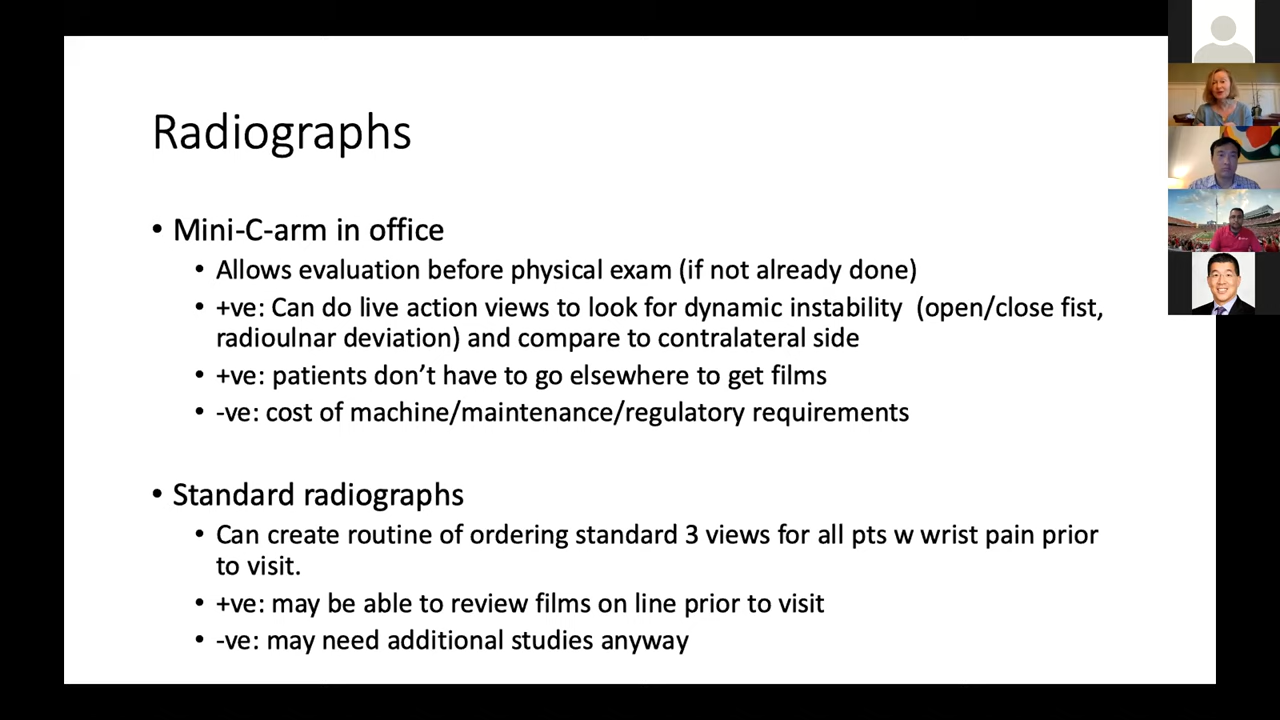 Radiographs
• Mini-C-arm in office
• Allows evaluation before physical exam (if not already done)
• +ve: Can do live action views to look for dynamic instability (open/close fist,
radioulnar deviation) and compare to contralateral side
• +ve: patients don’t have to go elsewhere to get films
• -ve: cost of machine/maintenance/regulatory requirements
• Standard radiographs
• Can create routine of ordering standard 3 views for all pts w wrist pain prior
to visit.
• +ve: may be able to review films on line prior to visit
• -ve: may need additional studies anyway